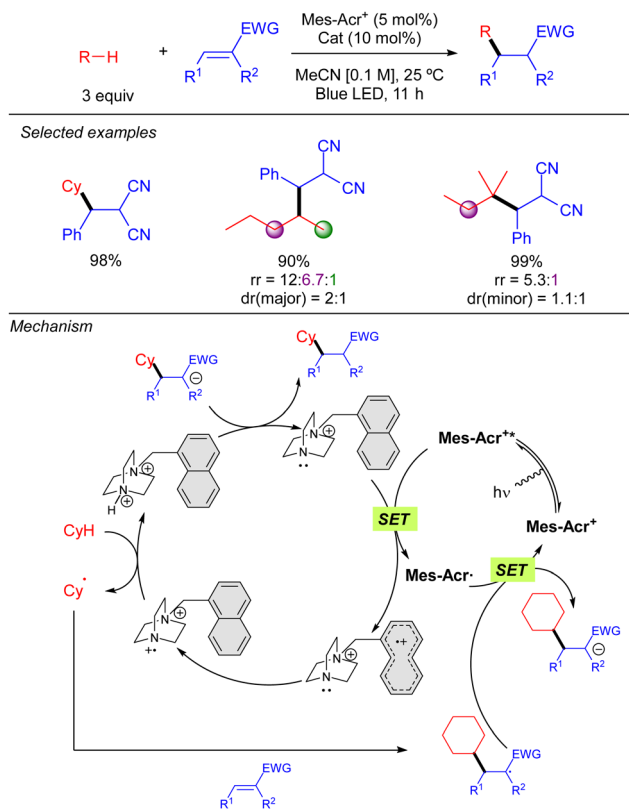 R–H
+
EWG
R1
R2
Mes-Acr+ (5 mol%)
Cat (10 mol%)
MeCN [0.1 M], 25 ºC
Blue LED, 11 h
R
EWG
R1
R2
3 equiv
Selected examples
Cy
CN
CN
Ph
98%
Ph
CN
CN
90%
rr = 12:6.7:1
dr(major) = 2:1
CN
CN
Ph
99%
rr = 5.3:1
dr(minor) = 1.1:1
Mechanism
Cy
EWG
R1
R2
⊖
Cy
EWG
R1
R2
N
⊕
N
H
⊕
N
⊕
N
··
Mes-Acr+*
hν
Mes-Acr+
SET
SET
Mes-Acr·
CyH
Cy·
N
⊕
N
+·
N
⊕
N
··
·+
EWG
R1
R2
⊖
EWG
R1
R2
EWG
R1
R2